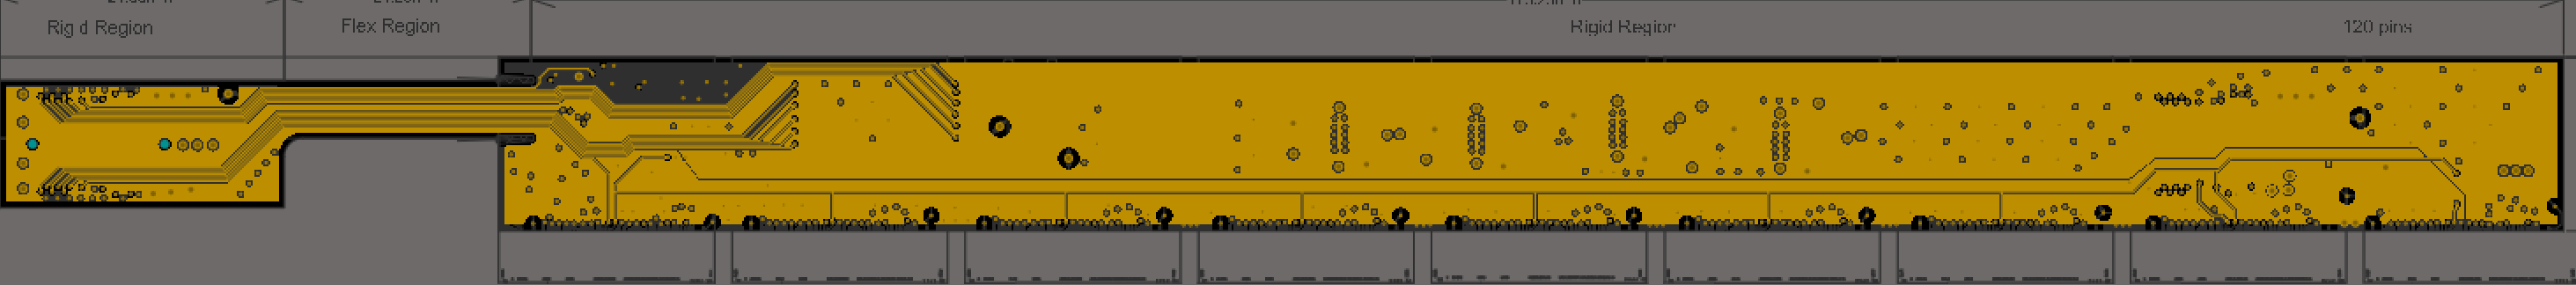 Rig d Region
Flex Region
Rigid Region
120 pins